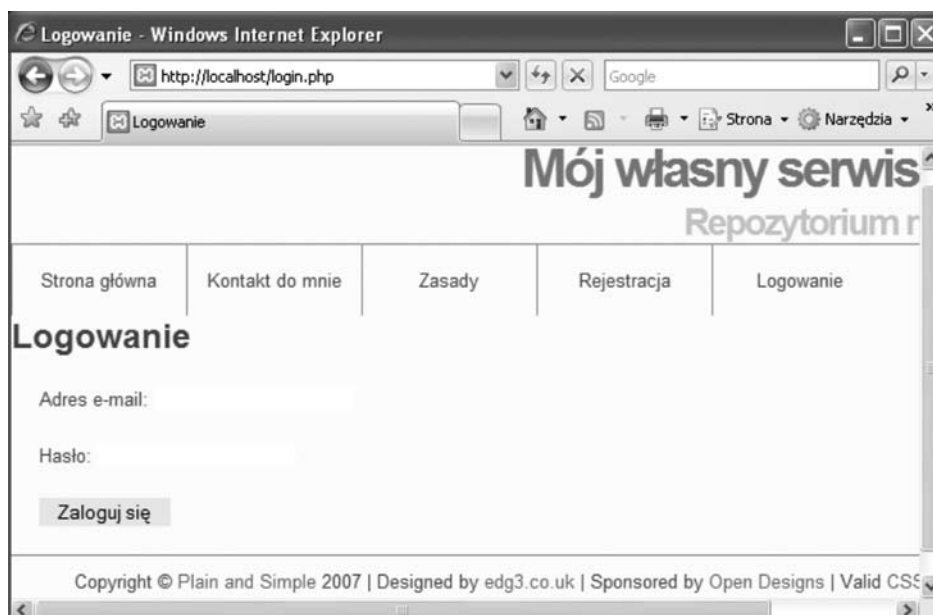 Logowanie - Windows Internet Explorer
http://localhost/login.php
Google
Logowanie
Strona
Narzędzia
Mój własny serwis
Repozytorium
Strona główna
Kontakt do mnie
Zasady
Rejestracja
Logowanie
Logowanie
Adres e-mail:
Hasło:
Zaloguj się
Copyright © Plain and Simple 2007 | Designed by edg3.co.uk | Sponsored by Open Designs | Valid CSS